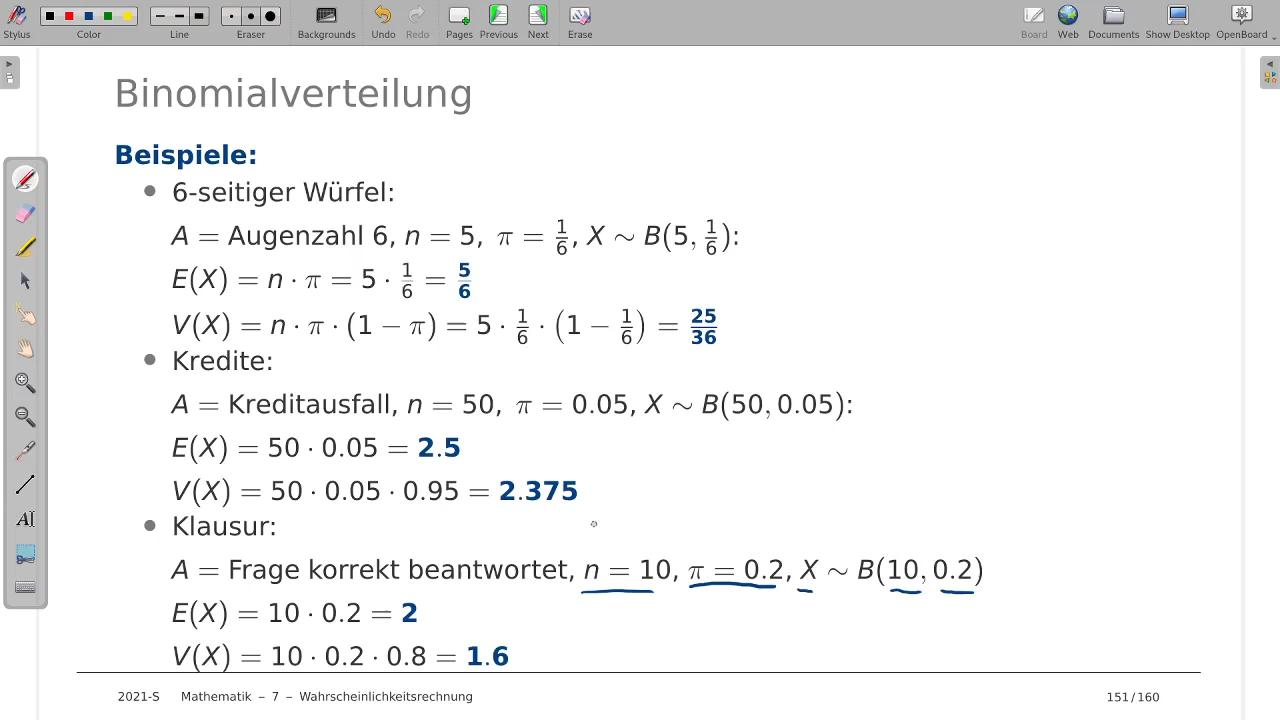 Stylus Color Line Eraser Backgrounds Undo Redo Pages Previous Next Erase Board Web Documents Show Desktop OpenBoard
Binomialverteilung
Beispiele:
• 6-seitiger Würfel:
A = Augenzahl 6, n = 5, π = 1/6, X ∼ B(5, 1/6):
E(X) = n · π = 5 · 1/6 = 5/6
V(X) = n · π · (1 − π) = 5 · 1/6 · (1 − 1/6) = 25/36
• Kredite:
A = Kreditausfall, n = 50, π = 0.05, X ∼ B(50, 0.05):
E(X) = 50 · 0.05 = 2.5
V(X) = 50 · 0.05 · 0.95 = 2.375
• Klausur:
A = Frage korrekt beantwortet, n = 10, π = 0.2, X ∼ B(10, 0.2)
E(X) = 10 · 0.2 = 2
V(X) = 10 · 0.2 · 0.8 = 1.6
2021-S Mathematik – 7 – Wahrscheinlichkeitsrechnung 151/160